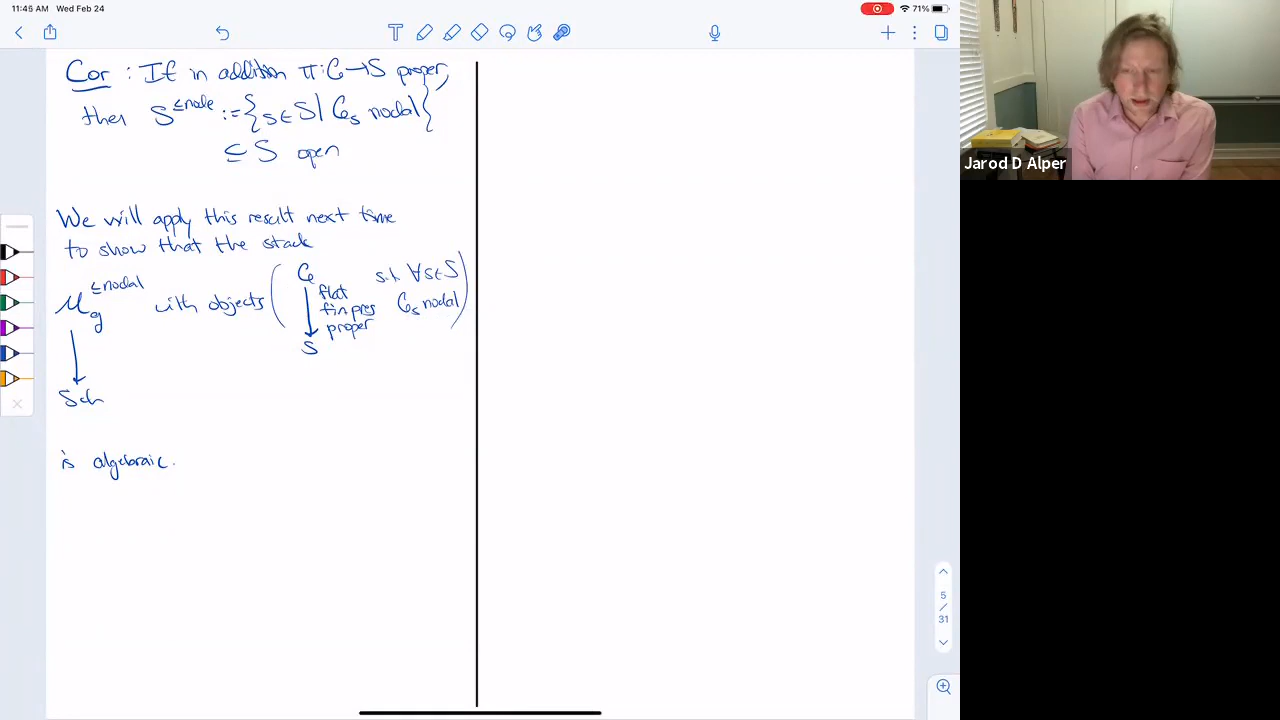 11:45 AM Wed Feb 24
71%
Cor : If in addition π: C → S proper,
then S^{≤node} := {s ∈ S | C_s nodal}
⊆ S open
We will apply this result next time
to show that the stack
M_g^{≤nodal} with objects ( C s.t. ∀ s ∈ S
flat
fin pres C_s nodal )
proper
S
Sch
is algebraic.
5
/
31
Jarod D Alper